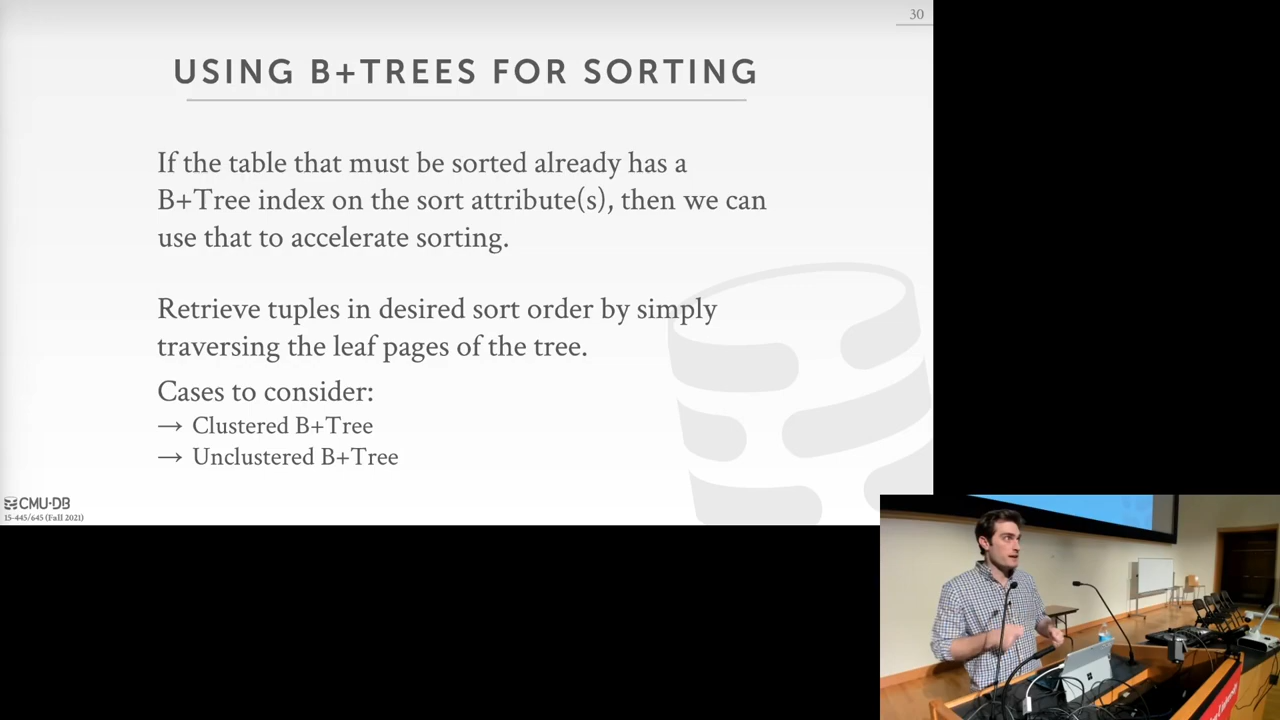 30
USING B+TREES FOR SORTING
If the table that must be sorted already has a
B+Tree index on the sort attribute(s), then we can
use that to accelerate sorting.
Retrieve tuples in desired sort order by simply
traversing the leaf pages of the tree.
Cases to consider:
→ Clustered B+Tree
→ Unclustered B+Tree
CMU·DB
15-445/645 (Fall 2021)